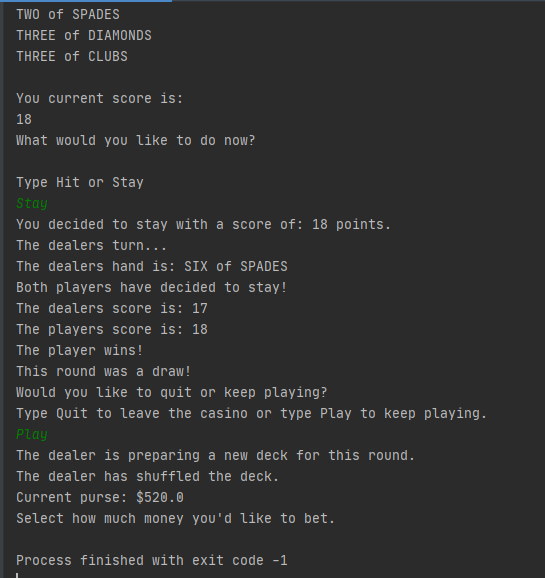 TWO of SPADES
THREE of DIAMONDS
THREE of CLUBS
You current score is:
18
What would you like to do now?
Type Hit or Stay
Stay
You decided to stay with a score of: 18 points.
The dealers turn...
The dealers hand is: SIX of SPADES
Both players have decided to stay!
The dealers score is: 17
The players score is: 18
The player wins!
This round was a draw!
Would you like to quit or keep playing?
Type Quit to leave the casino or type Play to keep playing.
Play
The dealer is preparing a new deck for this round.
The dealer has shuffled the deck.
Current purse: $520.0
Select how much money you'd like to bet.
Process finished with exit code -1